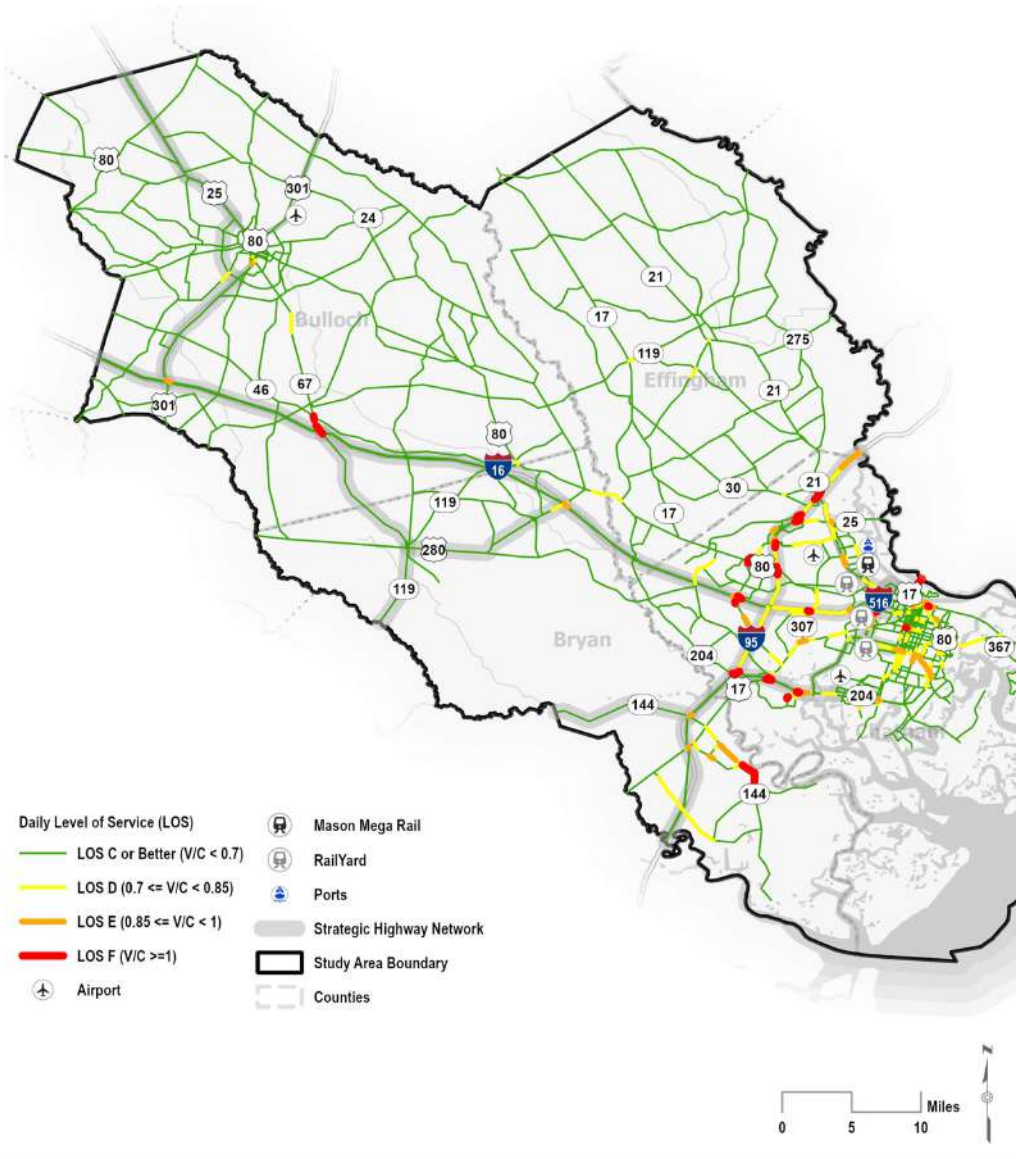 80
25
301
24
80
Bulloch
21
17
119
275
Effingham
21
46
67
301
80
16
119
17
30
21
25
280
80
516
17
119
307
80
367
Bryan
95
204
17
204
144
Chatham
144
Daily Level of Service (LOS)
LOS C or Better (V/C < 0.7)
LOS D (0.7 <= V/C < 0.85)
LOS E (0.85 <= V/C < 1)
LOS F (V/C >=1)
Airport
Mason Mega Rail
RailYard
Ports
Strategic Highway Network
Study Area Boundary
Counties
N
Miles
0 5 10